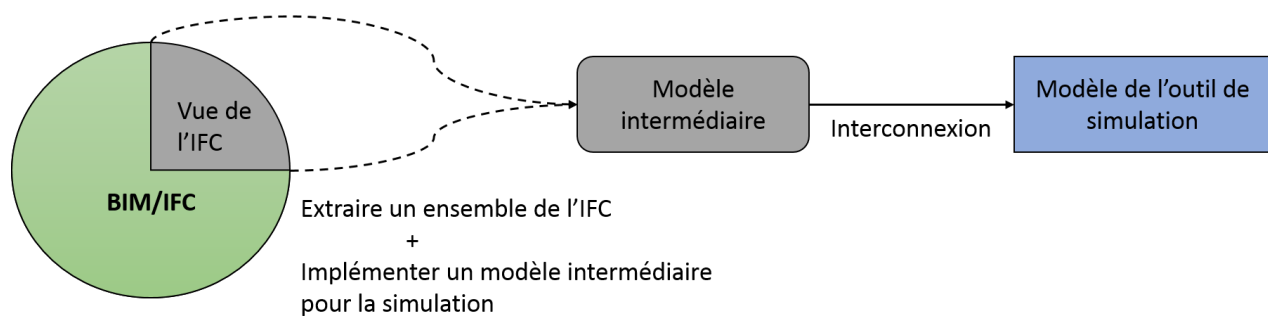 Vue de
l’IFC
BIM/IFC
Extraire un ensemble de l’IFC
+
Implémenter un modèle intermédiaire
pour la simulation
Modèle
intermédiaire
Interconnexion
Modèle de l’outil de
simulation